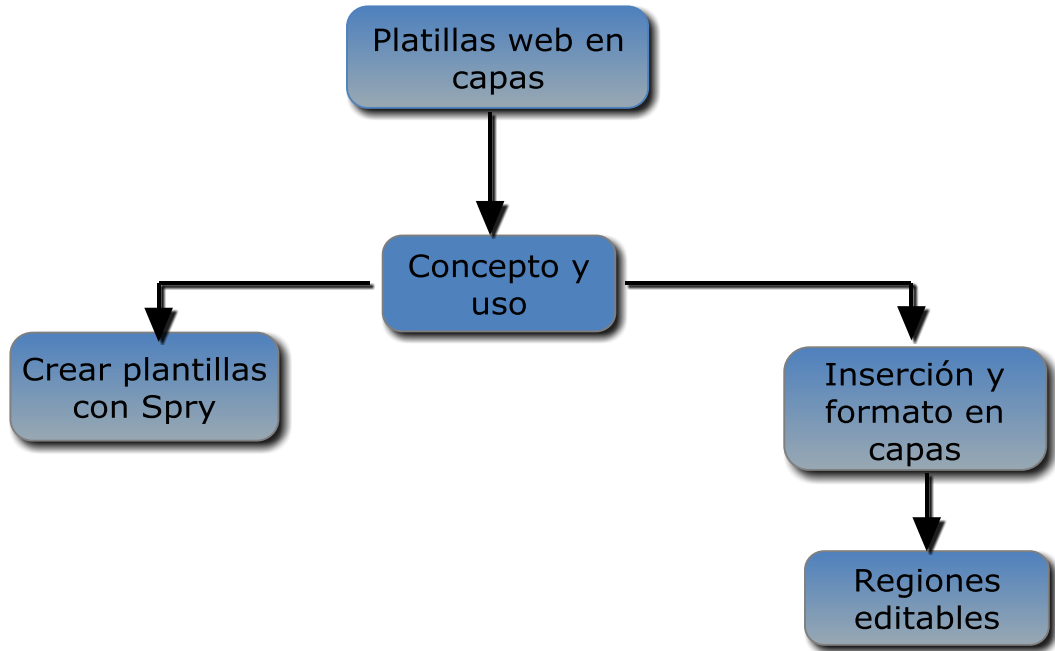 Platillas web en
capas
Concepto y
uso
Crear plantillas
con Spry
Inserción y
formato en
capas
Regiones
editables